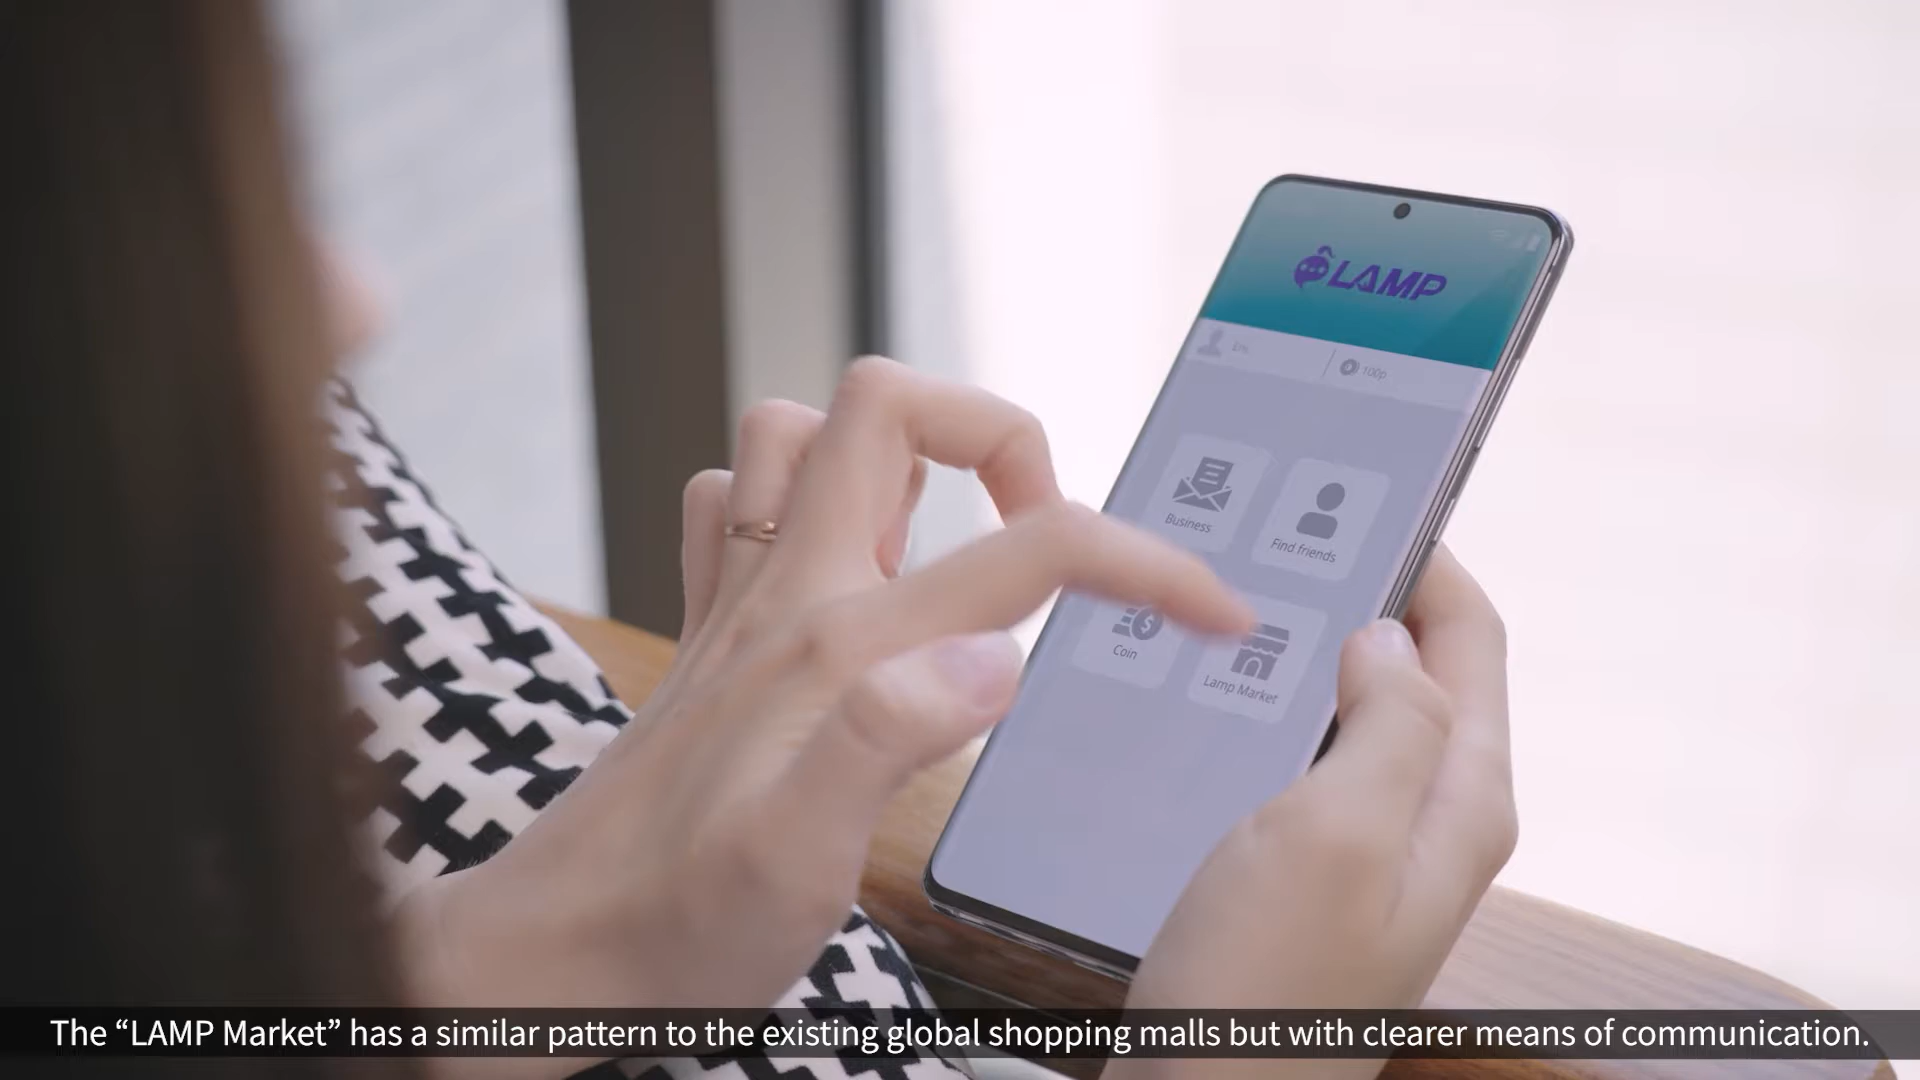 LAMP
100p
Business
Find friends
Coin
Lamp Market
The “LAMP Market” has a similar pattern to the existing global shopping malls but with clearer means of communication.